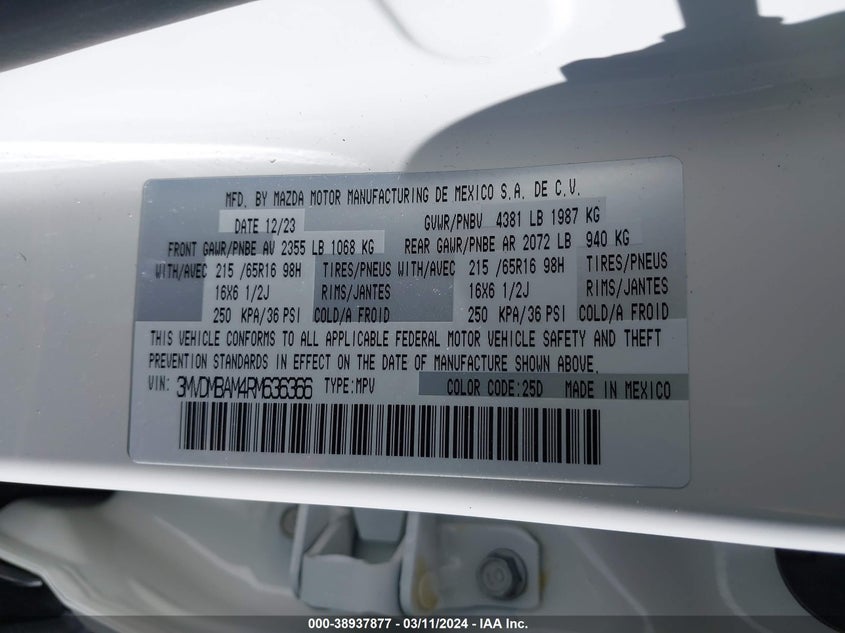 MFD. BY MAZDA MOTOR MANUFACTURING DE MEXICO S.A. DE C.V.
DATE 12/23 GVWR/PNBV 4381 LB 1987 KG
FRONT GAWR/PNBE AV 2355 LB 1068 KG REAR GAWR/PNBE AR 2072 LB 940 KG
WITH/AVEC 215 /65R16 98H TIRES/PNEUS WITH/AVEC 215 /65R16 98H TIRES/PNEUS
16X6 1/2J RIMS/JANTES 16X6 1/2J RIMS/JANTES
250 KPA/36 PSI COLD/A FROID 250 KPA/36 PSI COLD/A FROID
THIS VEHICLE CONFORMS TO ALL APPLICABLE FEDERAL MOTOR VEHICLE SAFETY AND THEFT
PREVENTION STANDARDS IN EFFECT ON THE DATE OF MANUFACTURE SHOWN ABOVE.
VIN: 3MVDMBAM4RM636366 TYPE:MPV COLOR CODE:25D MADE IN MEXICO
000-38937877 — 03/11/2024 — IAA Inc.